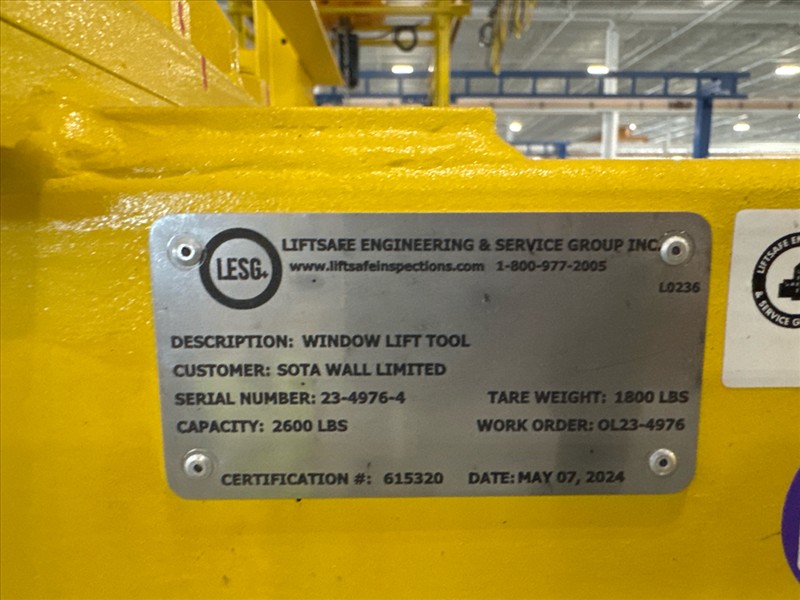 LESG+
LIFTSAFE ENGINEERING & SERVICE GROUP INC.
www.liftsafeinspections.com 1-800-977-2005
L0236
DESCRIPTION: WINDOW LIFT TOOL
CUSTOMER: SOTA WALL LIMITED
SERIAL NUMBER: 23-4976-4 TARE WEIGHT: 1800 LBS
CAPACITY: 2600 LBS WORK ORDER: OL23-4976
CERTIFICATION #: 615320 DATE: MAY 07, 2024
LIFTSAFE
& SERVICE